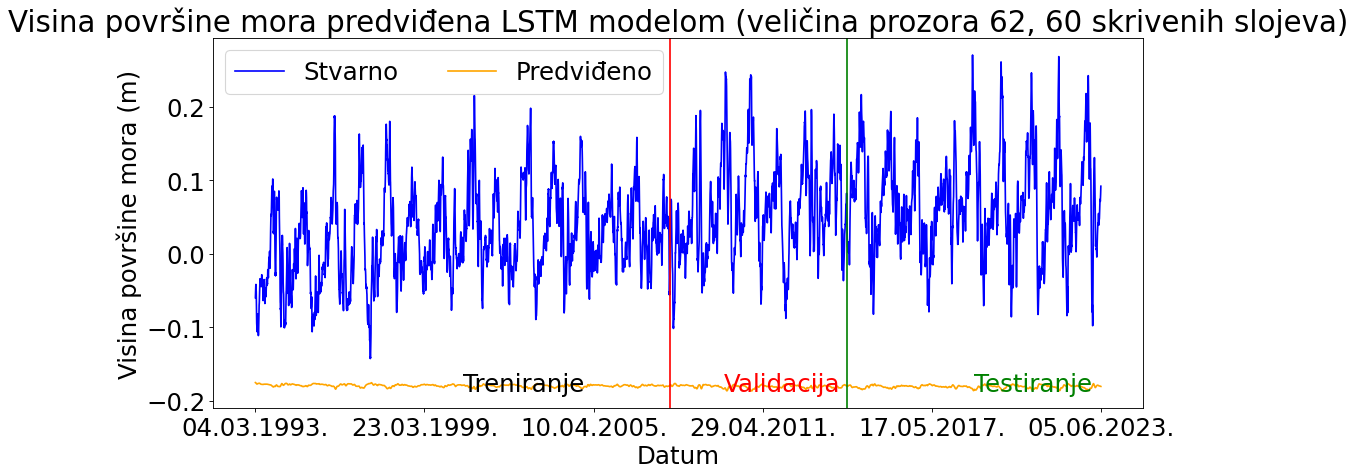 Visina površine mora predviđena LSTM modelom (veličina prozora 62, 60 skrivenih slojeva)
Stvarno
Predviđeno
Visina površine mora (m)
0.2
0.1
0.0
−0.1
−0.2
Treniranje
Validacija
Testiranje
04.03.1993.
23.03.1999.
10.04.2005.
29.04.2011.
17.05.2017.
05.06.2023.
Datum